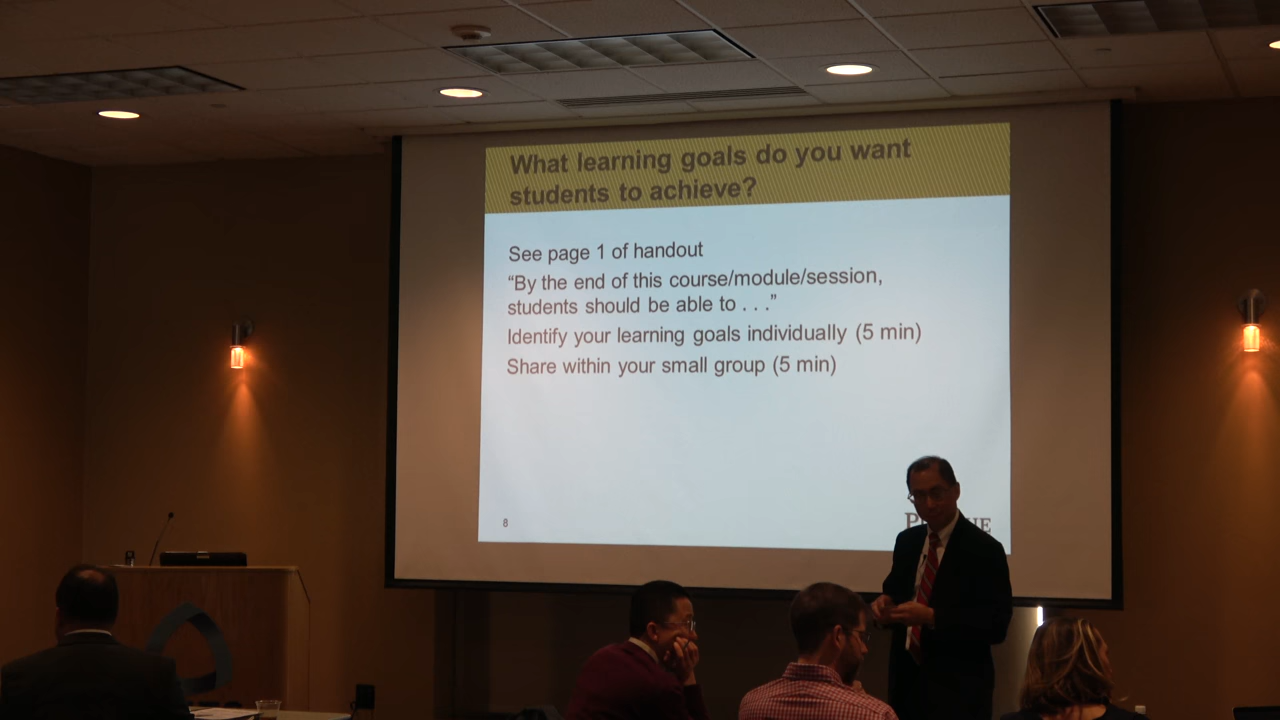 What learning goals do you want
students to achieve?
See page 1 of handout
“By the end of this course/module/session,
students should be able to . . .”
Identify your learning goals individually (5 min)
Share within your small group (5 min)
8